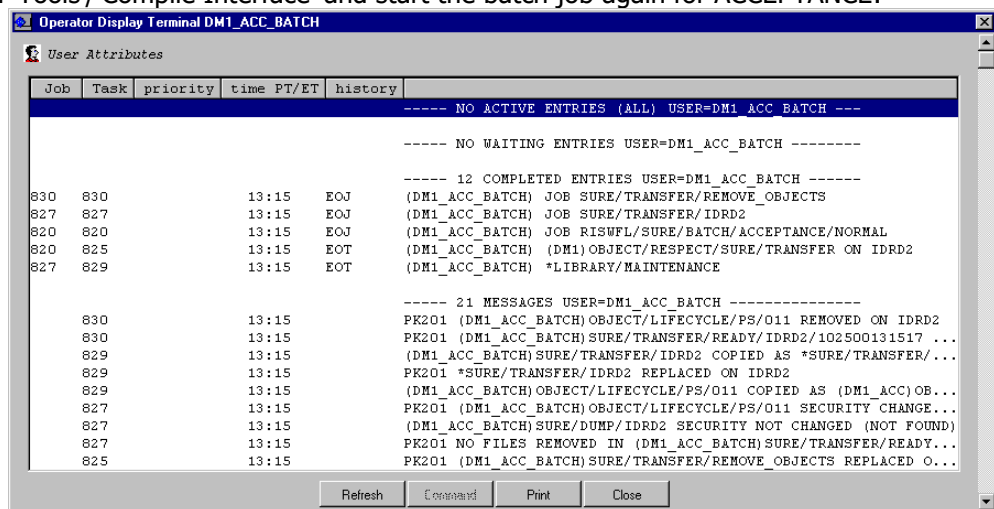 Tools / Compile Interface' and start the batch job again for ACCEPTANCE.
Operator Display Terminal DM1_ACC_BATCH
User Attributes
Job Task priority time PT/ET history
----- NO ACTIVE ENTRIES (ALL) USER=DM1_ACC_BATCH ---
----- NO WAITING ENTRIES USER=DM1_ACC_BATCH --------
----- 12 COMPLETED ENTRIES USER=DM1_ACC_BATCH ------
830 830 13:15 EOJ (DM1_ACC_BATCH) JOB SURE/TRANSFER/REMOVE_OBJECTS
827 827 13:15 EOJ (DM1_ACC_BATCH) JOB SURE/TRANSFER/IDRD2
820 820 13:15 EOJ (DM1_ACC_BATCH) JOB RISWFL/SURE/BATCH/ACCEPTANCE/NORMAL
820 825 13:15 EOT (DM1_ACC_BATCH) (DM1)OBJECT/RESPECT/SURE/TRANSFER ON IDRD2
827 829 13:15 EOT (DM1_ACC_BATCH) *LIBRARY/MAINTENANCE
----- 21 MESSAGES USER=DM1_ACC_BATCH ---------------
830 13:15 PK201 (DM1_ACC_BATCH)OBJECT/LIFECYCLE/PS/011 REMOVED ON IDRD2
830 13:15 PK201 (DM1_ACC_BATCH)SURE/TRANSFER/READY/IDRD2/102500131517 ...
829 13:15 (DM1_ACC_BATCH)SURE/TRANSFER/IDRD2 COPIED AS *SURE/TRANSFER/...
829 13:15 PK201 *SURE/TRANSFER/IDRD2 REPLACED ON IDRD2
829 13:15 (DM1_ACC_BATCH)OBJECT/LIFECYCLE/PS/011 COPIED AS (DM1_ACC)OB...
827 13:15 PK201 (DM1_ACC_BATCH)OBJECT/LIFECYCLE/PS/011 SECURITY CHANGE...
827 13:15 (DM1_ACC_BATCH)SURE/DUMP/IDRD2 SECURITY NOT CHANGED (NOT FOUND)
827 13:15 PK201 NO FILES REMOVED IN (DM1_ACC_BATCH)SURE/TRANSFER/READY...
825 13:15 PK201 (DM1_ACC_BATCH)SURE/TRANSFER/REMOVE_OBJECTS REPLACED O...
Refresh Command Print Close